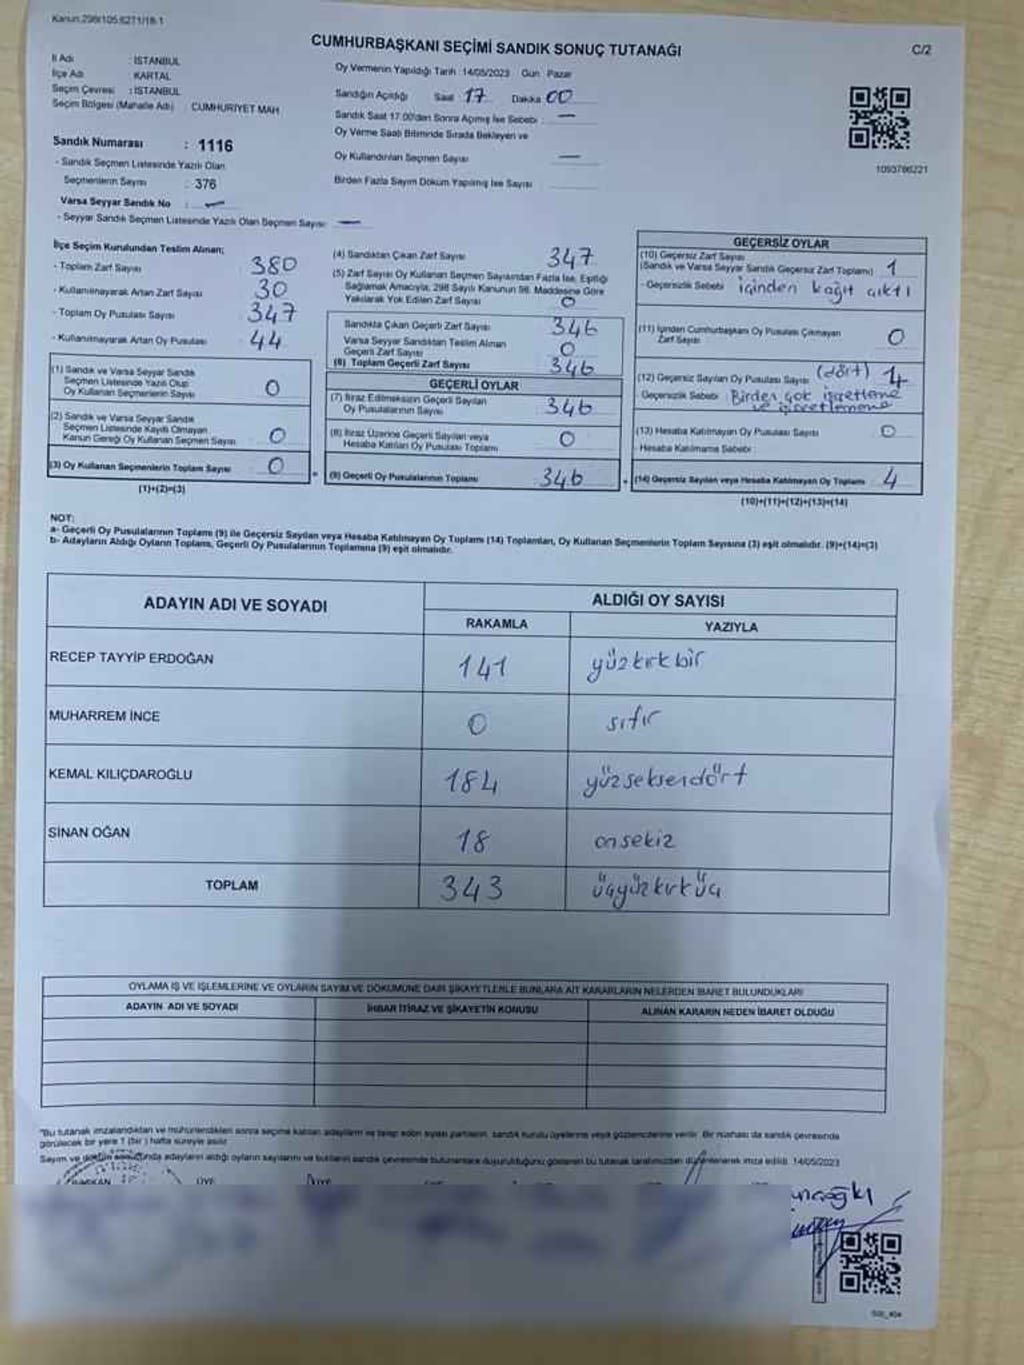 Kanun.298/105.6271/18-1
CUMHURBAŞKANI SEÇİMİ SANDIK SONUÇ TUTANAĞI
C/2
İl Adı : İSTANBUL
İlçe Adı : KARTAL
Seçim Çevresi : İSTANBUL
Seçim Bölgesi (Mahalle Adı) : CUMHURİYET MAH
Oy Vermenin Yapıldığı Tarih :14/05/2023 Gün : Pazar
Sandığın Açıldığı Saat 17 Dakika 00
Sandık Saat 17.00'den Sonra Açılmış İse Sebebi : —
Oy Verme Saati Bitiminde Sırada Bekleyen ve
Oy Kullandırılan Seçmen Sayısı —
Birden Fazla Sayım Döküm Yapılmış İse Sayısı
1093786221
Sandık Numarası : 1116
- Sandık Seçmen Listesinde Yazılı Olan
Seçmenlerin Sayısı : 376
Varsa Seyyar Sandık No : —
- Seyyar Sandık Seçmen Listesinde Yazılı Olan Seçmen Sayısı : —
İlçe Seçim Kurulundan Teslim Alınan;
- Toplam Zarf Sayısı 380
- Kullanılmayarak Artan Zarf Sayısı 30
- Toplam Oy Pusulası Sayısı 347
- Kullanılmayarak Artan Oy Pusulası 44
(1) Sandık ve Varsa Seyyar Sandık
Seçmen Listesinde Yazılı Olup
Oy Kullanan Seçmenlerin Sayısı 0
(2) Sandık ve Varsa Seyyar Sandık
Seçmen Listesinde Kayıtlı Olmayan
Kanun Gereği Oy Kullanan Seçmen Sayısı 0
(3) Oy Kullanan Seçmenlerin Toplam Sayısı 0
(1)+(2)=(3)
(4) Sandıktan Çıkan Zarf Sayısı 347
(5) Zarf Sayısı Oy Kullanan Seçmen Sayısından Fazla İse, Eşitliği
Sağlamak Amacıyla, 298 Sayılı Kanunun 98. Maddesine Göre
Yakılarak Yok Edilen Zarf Sayısı 0
Sandıkta Çıkan Geçerli Zarf Sayısı 346
Varsa Seyyar Sandıktan Teslim Alınan
Geçerli Zarf Sayısı 0
(6) Toplam Geçerli Zarf Sayısı 346
GEÇERLİ OYLAR
(7) İtiraz Edilmeksizin Geçerli Sayılan
Oy Pusulalarının Sayısı 346
(8) İtiraz Üzerine Geçerli Sayılan veya
Hesaba Katılan Oy Pusulası Toplamı 0
= (9) Geçerli Oy Pusulalarının Toplamı 346
GEÇERSİZ OYLAR
(10) Geçersiz Zarf Sayısı
(Sandık ve Varsa Seyyar Sandık Geçersiz Zarf Toplamı) 1
- Geçersizlik Sebebi : içinden kağıt çıktı
(11) İçinden Cumhurbaşkanı Oy Pusulası Çıkmayan
Zarf Sayısı 0
(12) Geçersiz Sayılan Oy Pusulası Sayısı (dört) 4
Geçersizlik Sebebi : Birden çok işaretleme
ve işaretlememe
(13) Hesaba Katılmayan Oy Pusulası Sayısı 0
- Hesaba Katılmama Sebebi :
+ (14) Geçersiz Sayılan veya Hesaba Katılmayan Oy Toplamı 4
(10)+(11)+(12)+(13)=(14)
NOT:
a- Geçerli Oy Pusulalarının Toplamı (9) ile Geçersiz Sayılan veya Hesaba Katılmayan Oy Toplamı (14) Toplamları, Oy Kullanan Seçmenlerin Toplam Sayısına (3) eşit olmalıdır. (9)+(14)=(3)
b- Adayların Aldığı Oyların Toplamı, Geçerli Oy Pusulalarının Toplamına (9) eşit olmalıdır.
ADAYIN ADI VE SOYADI ALDIĞI OY SAYISI
RAKAMLA YAZIYLA
RECEP TAYYİP ERDOĞAN 141 yüzkırkbir
MUHARREM İNCE 0 sıfır
KEMAL KILIÇDAROĞLU 184 yüzseksendört
SİNAN OĞAN 18 onsekiz
TOPLAM 343 üçyüzkırküç
OYLAMA İŞ VE İŞLEMLERİNE VE OYLARIN SAYIM VE DÖKÜMÜNE DAİR ŞİKAYETLERLE BUNLARA AİT KARARLARIN NELERDEN İBARET BULUNDUKLARI
ADAYIN ADI VE SOYADI İHBAR İTİRAZ VE ŞİKAYETİN KONUSU ALINAN KARARIN NEDEN İBARET OLDUĞU
"Bu tutanak imzalandıktan ve mühürlendikten sonra seçime katılan adayların ve talep eden siyasi partilerin, sandık kurulu üyelerine veya gözlemcilerine verilir. Bir nüshası da sandık çevresinde
görülecek bir yere 1 (bir) hafta süreyle asılır.
Sayım ve döküm sonucunda adayların aldığı oyların sayılarını ve bunların sandık çevresinde bulunanlara duyurulduğunu gösteren bu tutanak tarafımızdan düzenlenerek imza edildi. 14/05/2023
BAŞKAN ÜYE ÜYE ÜYE